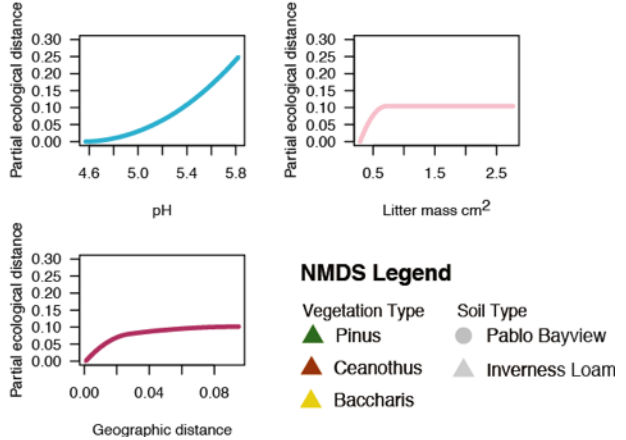 Partial ecological distance
0.30
0.25
0.20
0.15
0.10
0.05
0.00
4.6 5.0 5.4 5.8
pH
Partial ecological distance
0.30
0.25
0.20
0.15
0.10
0.05
0.00
0.5 1.5 2.5
Litter mass cm2
Partial ecological distance
0.30
0.25
0.20
0.15
0.10
0.05
0.00
0.00 0.04 0.08
Geographic distance
NMDS Legend
Vegetation Type
Pinus
Ceanothus
Baccharis
Soil Type
Pablo Bayview
Inverness Loam